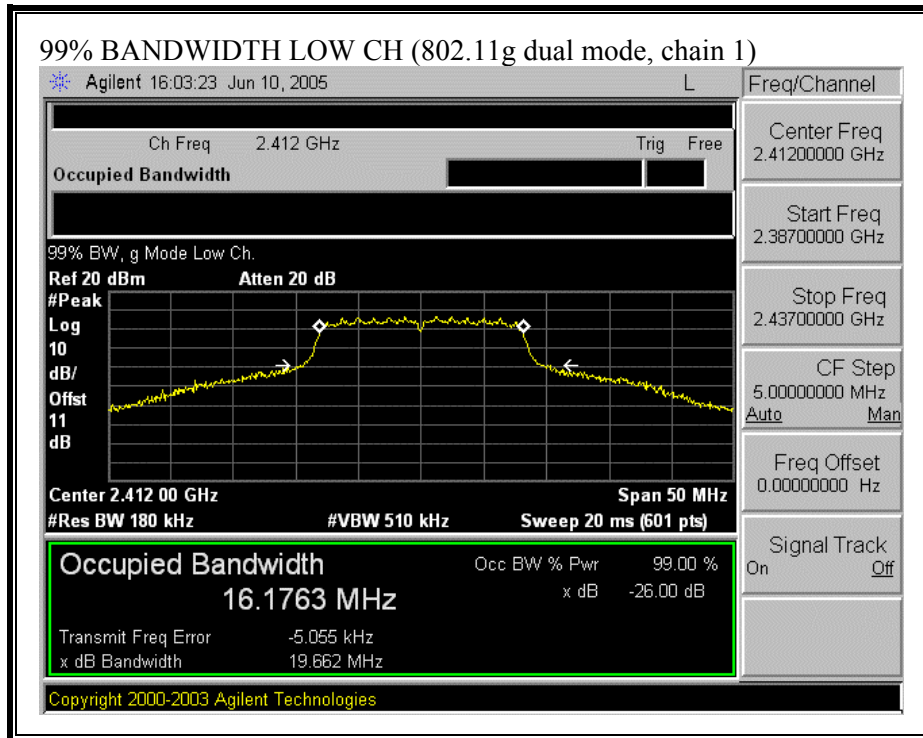 99% BANDWIDTH LOW CH (802.11g dual mode, chain 1)
Agilent 16:03:23 Jun 10, 2005 L
Freq/Channel
Ch Freq 2.412 GHz Trig Free
Occupied Bandwidth
Center Freq
2.41200000 GHz
Start Freq
2.38700000 GHz
99% BW, g Mode Low Ch.
Ref 20 dBm Atten 20 dB
#Peak
Log
10
dB/
Offst
11
dB
Stop Freq
2.43700000 GHz
CF Step
5.00000000 MHz
Auto Man
Freq Offset
0.00000000 Hz
Center 2.412 00 GHz Span 50 MHz
#Res BW 180 kHz #VBW 510 kHz Sweep 20 ms (601 pts)
Signal Track
On Off
Occupied Bandwidth
16.1763 MHz
Occ BW % Pwr 99.00 %
x dB -26.00 dB
Transmit Freq Error -5.055 kHz
x dB Bandwidth 19.662 MHz
Copyright 2000-2003 Agilent Technologies